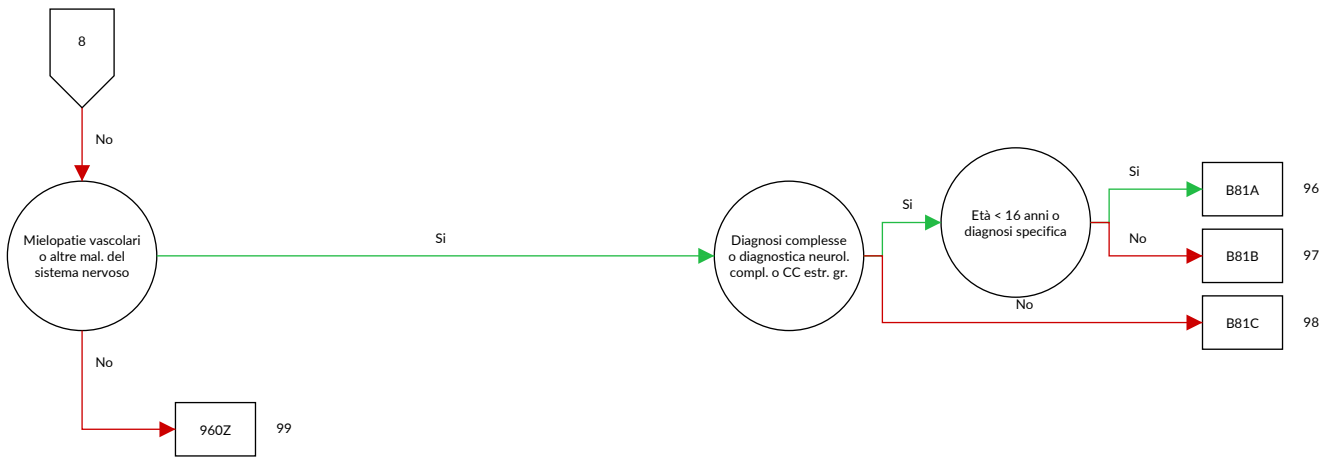 8
No
Mielopatie vascolari
o altre mal. del
sistema nervoso
Si
Diagnosi complesse
o diagnostica neurol.
compl. o CC estr. gr.
Si
Età < 16 anni o
diagnosi specifica
Si
B81A
96
No
B81B
97
No
B81C
98
No
960Z
99